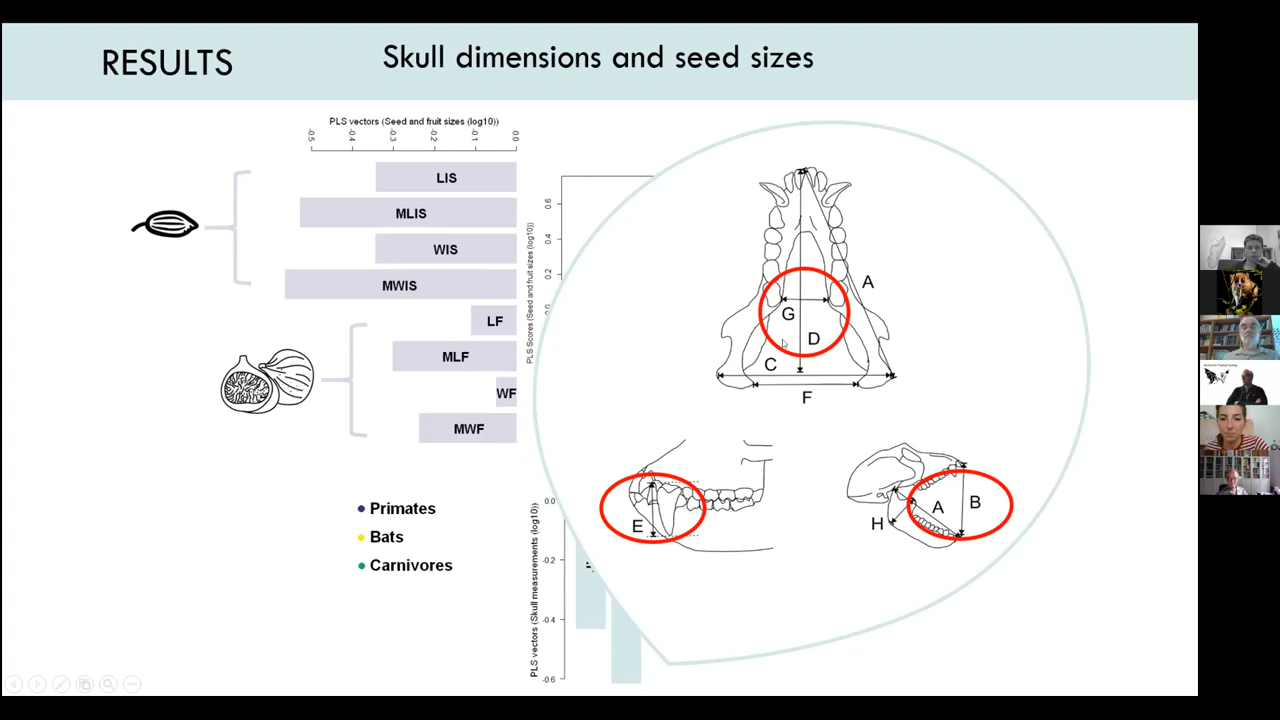 RESULTS
Skull dimensions and seed sizes
PLS vectors (Seed and fruit sizes (log10))
-0.5
-0.4
-0.3
-0.2
-0.1
0.0
LIS
MLIS
WIS
MWIS
LF
MLF
WF
MWF
Primates
Bats
Carnivores
PLS Scores (Seed and fruit sizes (log10))
0.6
0.4
0.2
0.0
PLS vectors (Skull measurements (log10))
0.0
-0.2
-0.4
-0.6
A
G
D
C
F
E
A
B
H